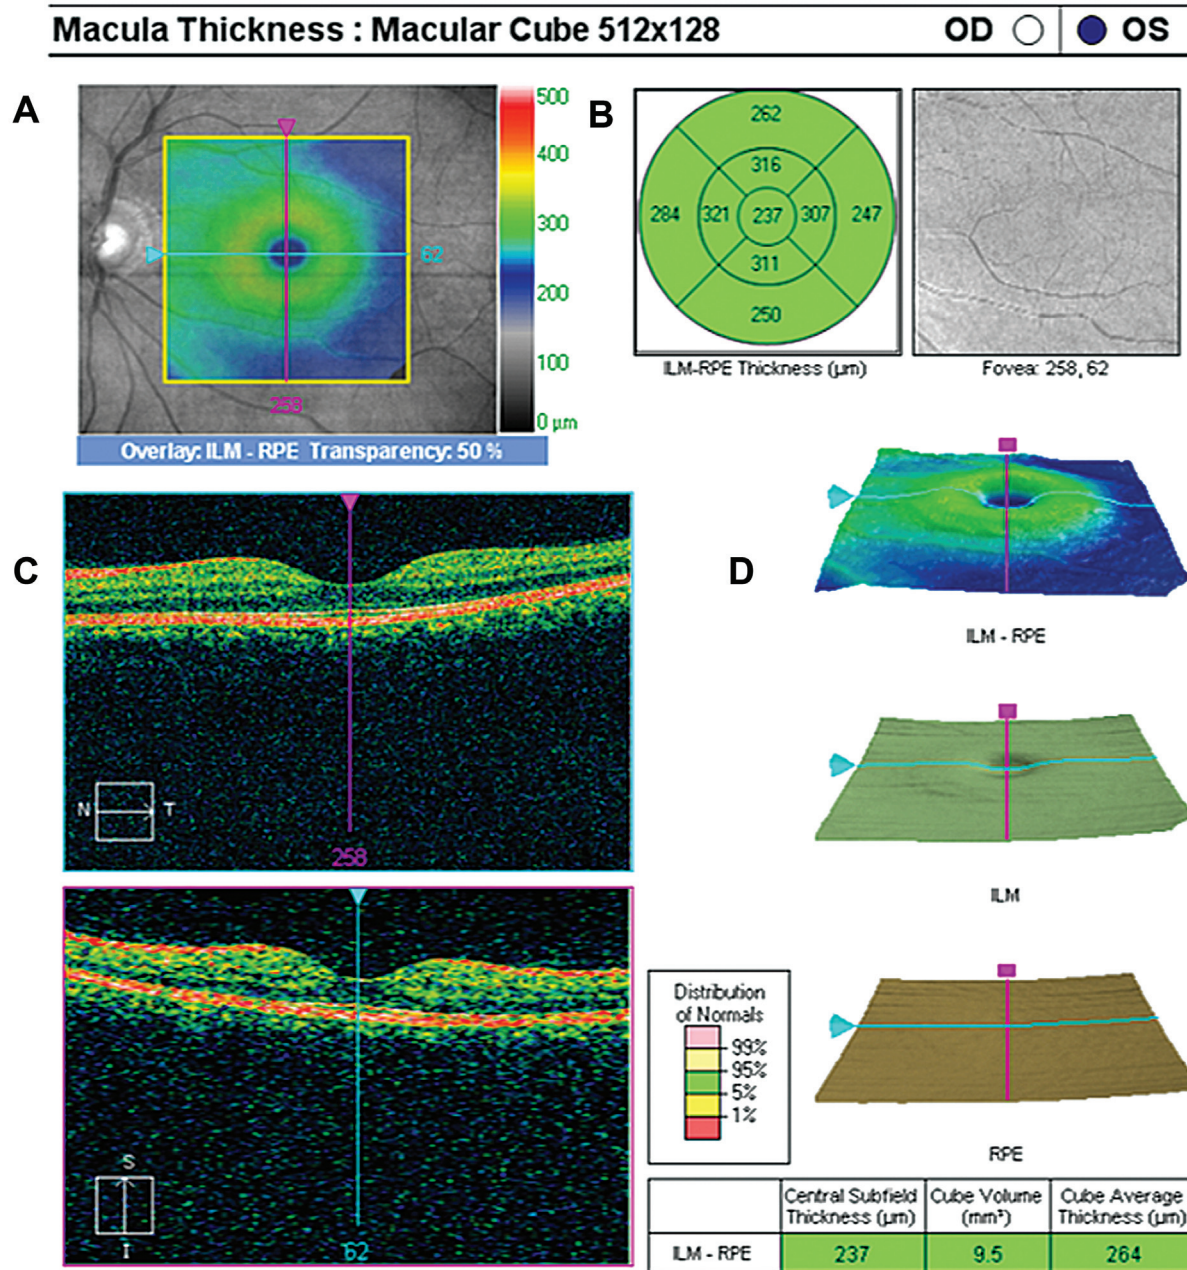 Macula Thickness : Macular Cube 512x128
OD
OS
A
500
400
300
200
100
0 µm
62
258
Overlay: ILM - RPE Transparency: 50 %
B
262
316
284
321
237
307
247
311
250
ILM-RPE Thickness (µm)
Fovea: 258, 62
C
N
T
258
S
I
62
D
ILM - RPE
ILM
RPE
Distribution
of Normals
99%
95%
5%
1%
Central Subfield
Thickness (µm)
Cube Volume
(mm³)
Cube Average
Thickness (µm)
ILM - RPE
237
9.5
264